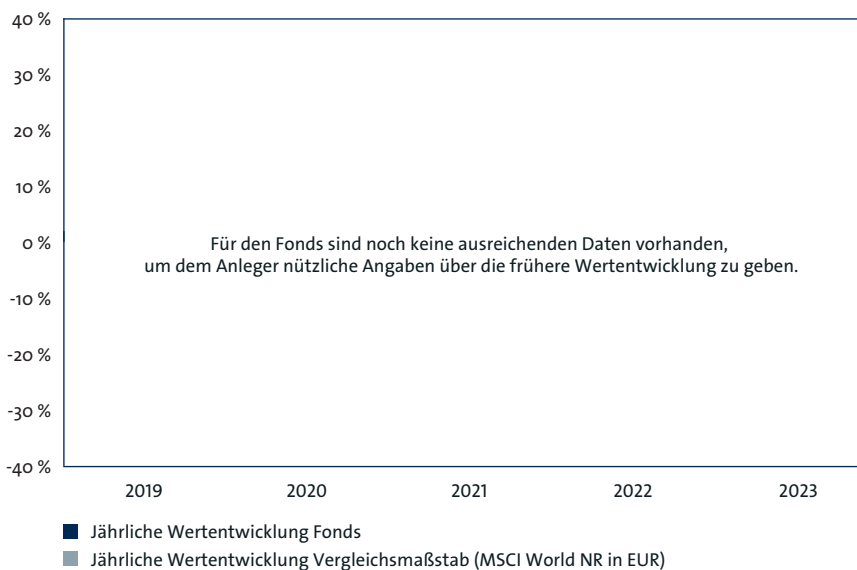 40 %
30 %
20 %
10 %
0 %
-10 %
-20 %
-30 %
-40 %
Für den Fonds sind noch keine ausreichenden Daten vorhanden,
um dem Anleger nützliche Angaben über die frühere Wertentwicklung zu geben.
2019 2020 2021 2022 2023
Jährliche Wertentwicklung Fonds
Jährliche Wertentwicklung Vergleichsmaßstab (MSCI World NR in EUR)